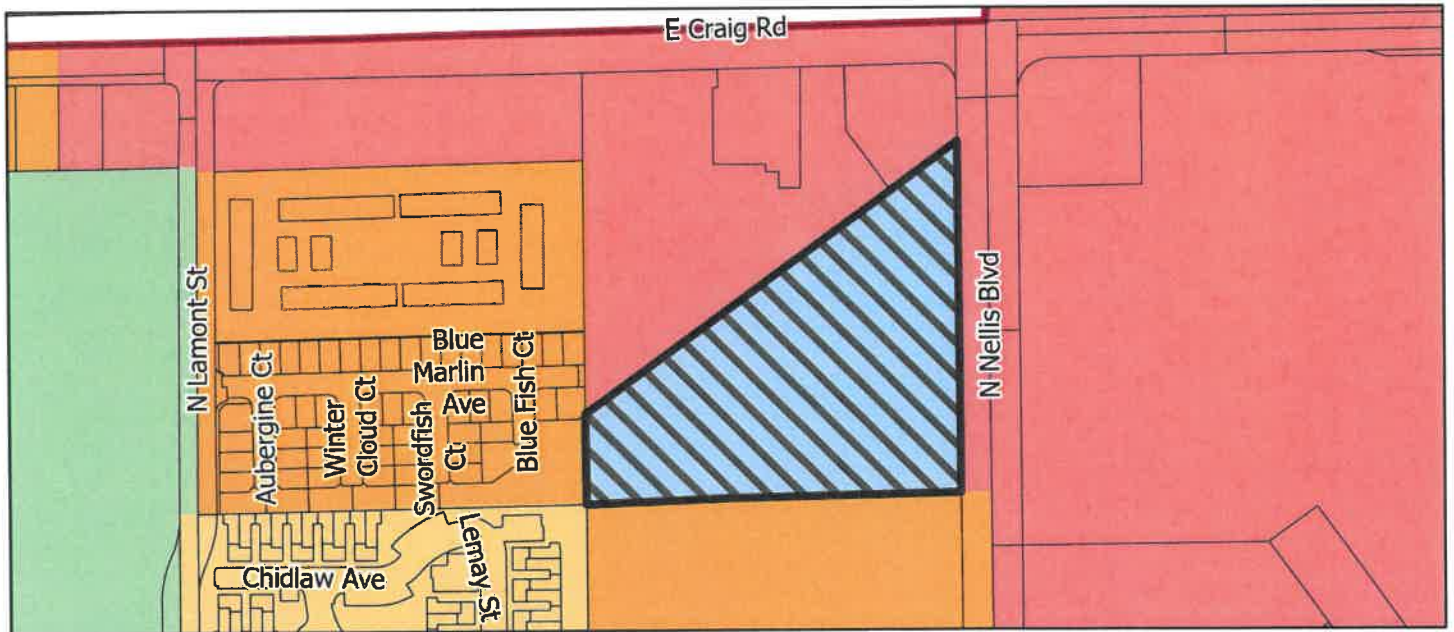 E Craig Rd
N Lamont St
N Nellis Blvd
Blue
Marlin
Ave
Aubergine Ct
Winter
Cloud Ct
Swordfish
Ct
Blue Fish Ct
Chidlaw Ave
Lemay St